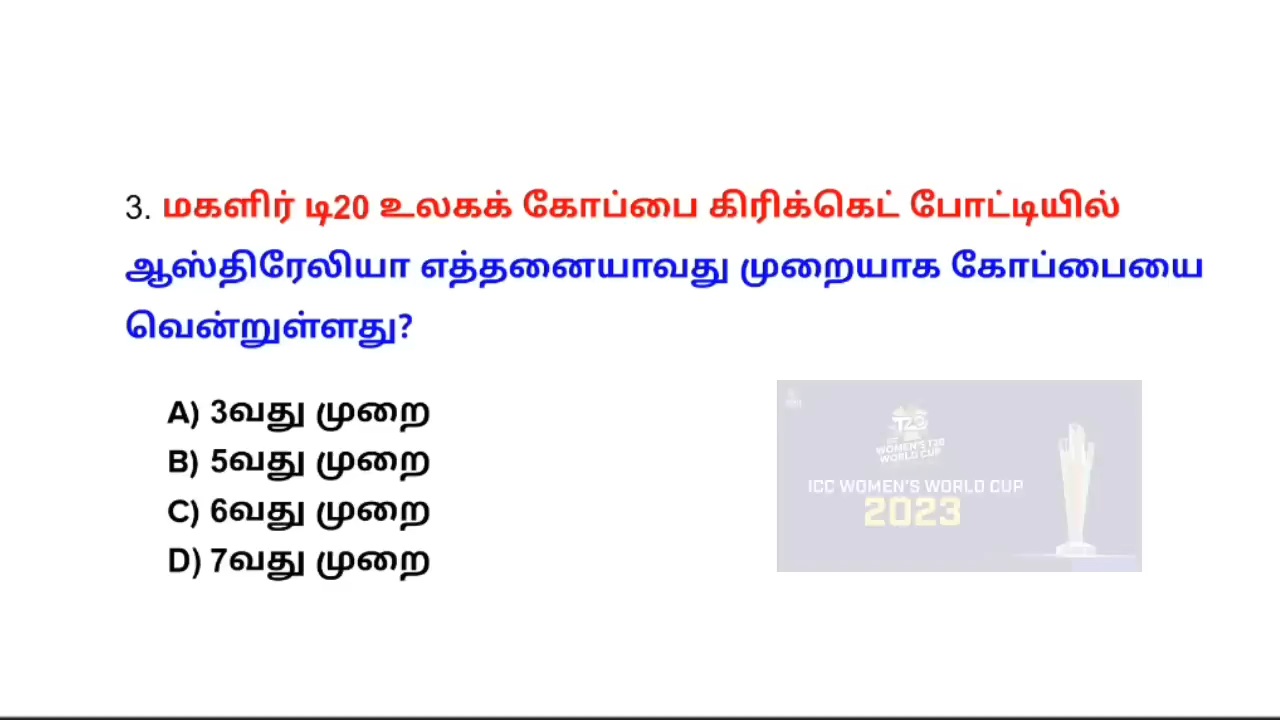 3. மகளிர் டி20 உலகக் கோப்பை கிரிக்கெட் போட்டியில்
ஆஸ்திரேலியா எத்தனையாவது முறையாக கோப்பையை
வென்றுள்ளது?
A) 3வது முறை
B) 5வது முறை
C) 6வது முறை
D) 7வது முறை
T20
WOMEN'S T20
WORLD CUP
ICC WOMEN'S WORLD CUP
2023